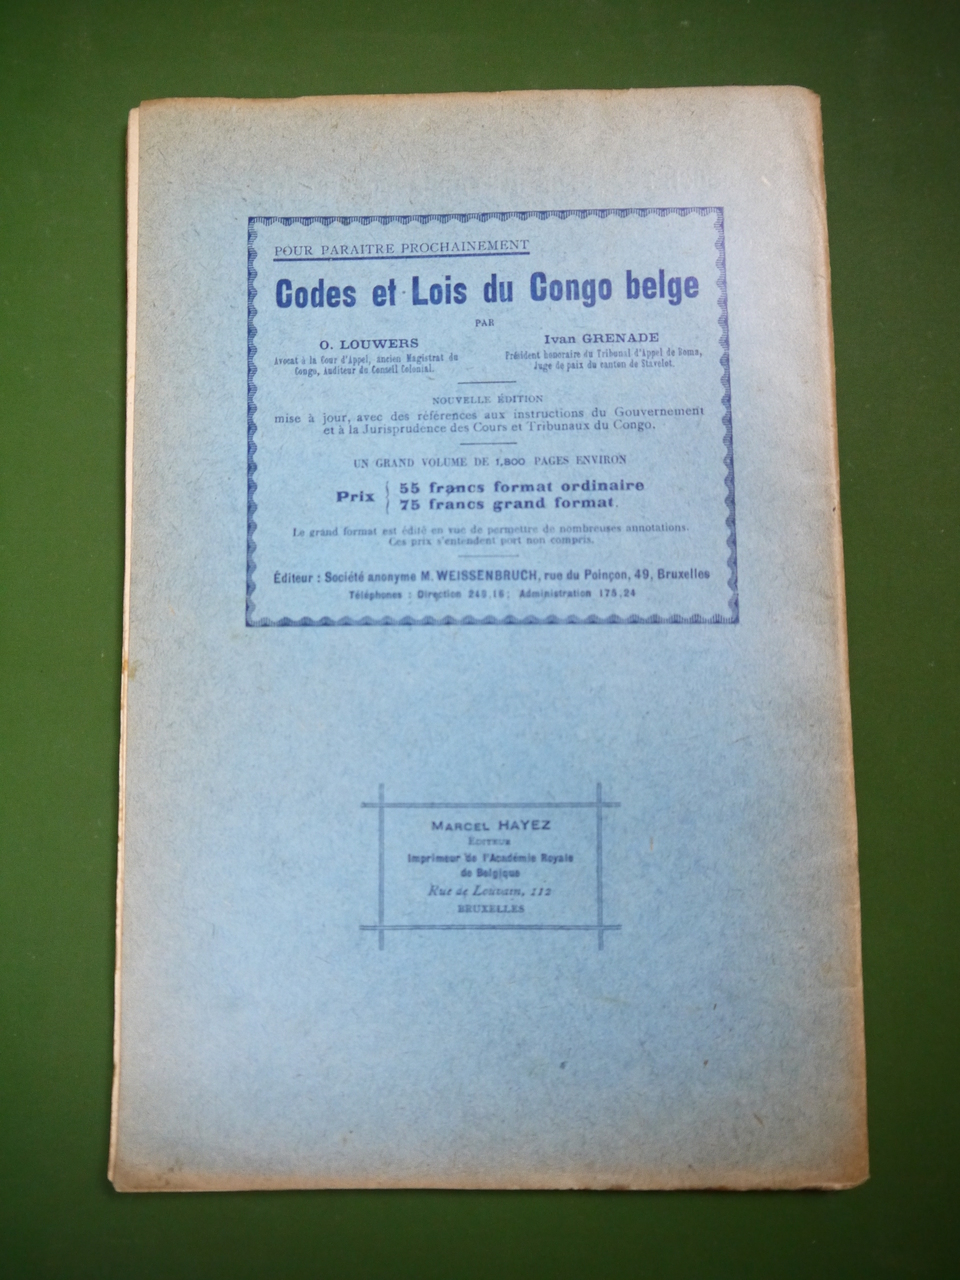 POUR PARAITRE PROCHAINEMENT
Codes et Lois du Congo belge
PAR
O. LOUWERS
Avocat à la Cour d'Appel, ancien Magistrat du
Congo, Auditeur du Conseil Colonial.
Ivan GRENADE
Président honoraire du Tribunal d'Appel de Boma,
Juge de paix du canton de Stavelot.
NOUVELLE ÉDITION
mise à jour, avec des références aux instructions du Gouvernement
et à la Jurisprudence des Cours et Tribunaux du Congo.
UN GRAND VOLUME DE 1,800 PAGES ENVIRON
Prix { 55 francs format ordinaire
75 francs grand format.
Le grand format est édité en vue de permettre de nombreuses annotations.
Ces prix s'entendent port non compris.
Éditeur : Société anonyme M. WEISSENBRUCH, rue du Poinçon, 49, Bruxelles
Téléphones : Direction 248,16; Administration 175,24
MARCEL HAYEZ
EDITEUR
Imprimeur de l'Académie Royale
de Belgique
Rue de Louvain, 112
BRUXELLES